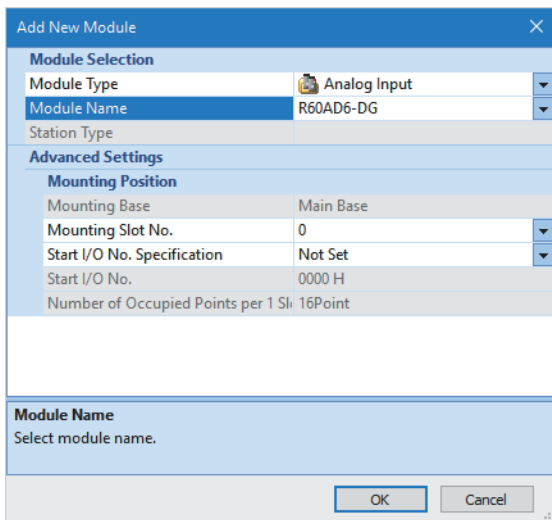 Add New Module
Module Selection
Module Type Analog Input
Module Name R60AD6-DG
Station Type
Advanced Settings
Mounting Position
Mounting Base Main Base
Mounting Slot No. 0
Start I/O No. Specification Not Set
Start I/O No. 0000 H
Number of Occupied Points per 1 Sl 16Point
Module Name
Select module name.
OK Cancel